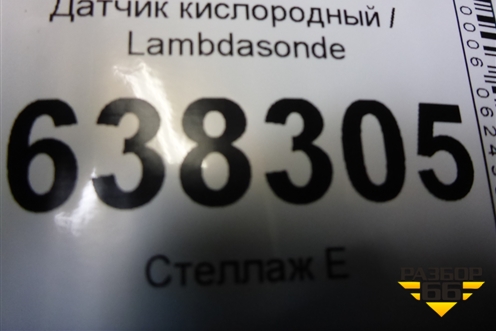 Датчик кислородный /
Lambdasonde
638305
Стеллаж Е
РАЗБОР
66